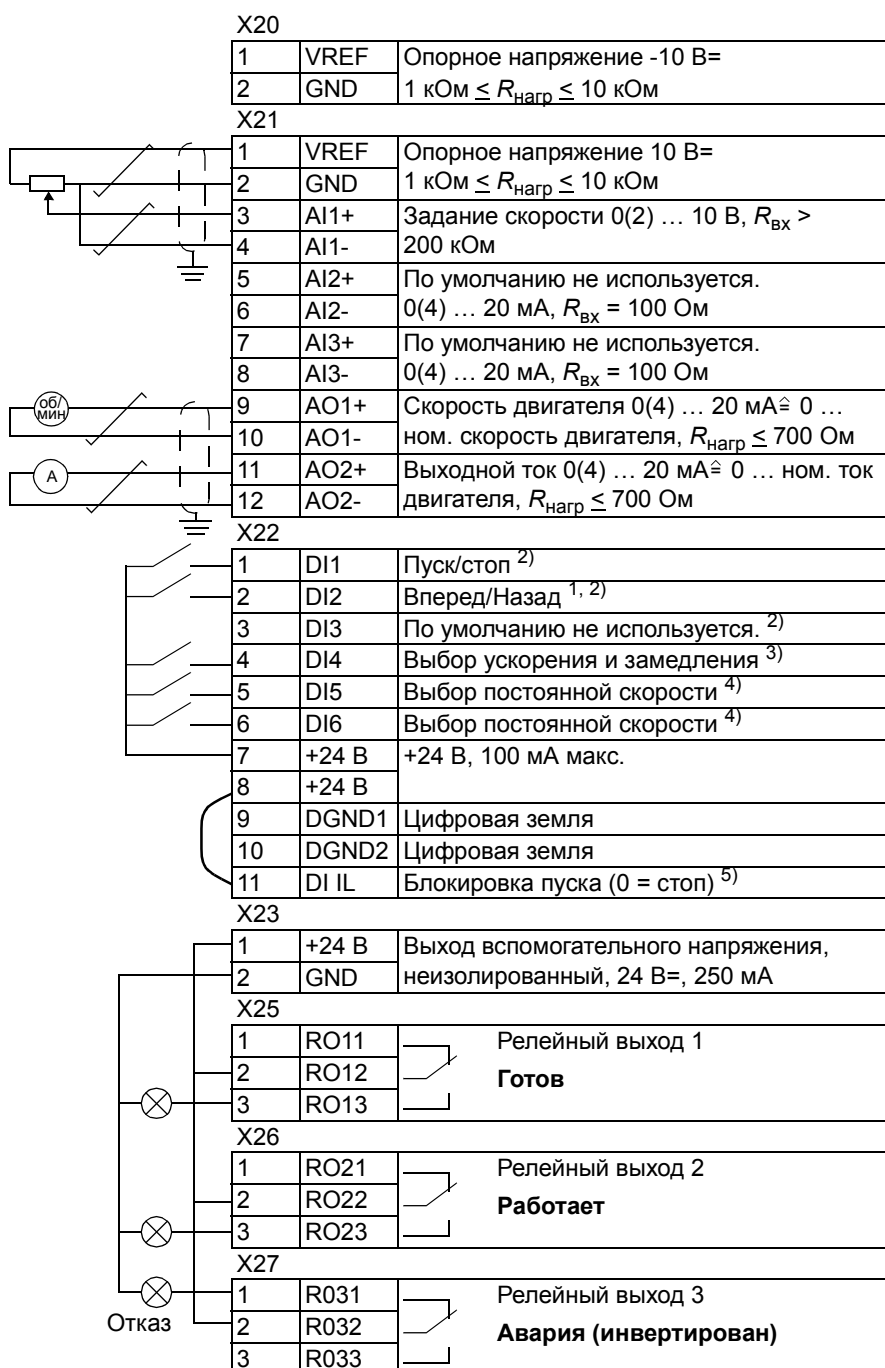 X20
1 VREF Опорное напряжение -10 В=
2 GND 1 кОм ≤ Rнагр ≤ 10 кОм
X21
1 VREF Опорное напряжение 10 В=
2 GND 1 кОм ≤ Rнагр ≤ 10 кОм
3 AI1+ Задание скорости 0(2) … 10 В, Rвх >
4 AI1- 200 кОм
5 AI2+ По умолчанию не используется.
6 AI2- 0(4) … 20 мА, Rвх = 100 Ом
7 AI3+ По умолчанию не используется.
8 AI3- 0(4) … 20 мА, Rвх = 100 Ом
об/
мин
9 AO1+ Скорость двигателя 0(4) … 20 мА≙ 0 …
10 AO1- ном. скорость двигателя, Rнагр ≤ 700 Ом
A
11 AO2+ Выходной ток 0(4) … 20 мА≙ 0 … ном. ток
12 AO2- двигателя, Rнагр ≤ 700 Ом
X22
1 DI1 Пуск/стоп 2)
2 DI2 Вперед/Назад 1, 2)
3 DI3 По умолчанию не используется. 2)
4 DI4 Выбор ускорения и замедления 3)
5 DI5 Выбор постоянной скорости 4)
6 DI6 Выбор постоянной скорости 4)
7 +24 В +24 В, 100 мА макс.
8 +24 В
9 DGND1 Цифровая земля
10 DGND2 Цифровая земля
11 DI IL Блокировка пуска (0 = стоп) 5)
X23
1 +24 В Выход вспомогательного напряжения,
2 GND неизолированный, 24 В=, 250 мА
X25
1 RO11 Релейный выход 1
2 RO12 Готов
3 RO13
X26
1 RO21 Релейный выход 2
2 RO22 Работает
3 RO23
X27
1 R031 Релейный выход 3
Отказ
2 R032 Авария (инвертирован)
3 R033